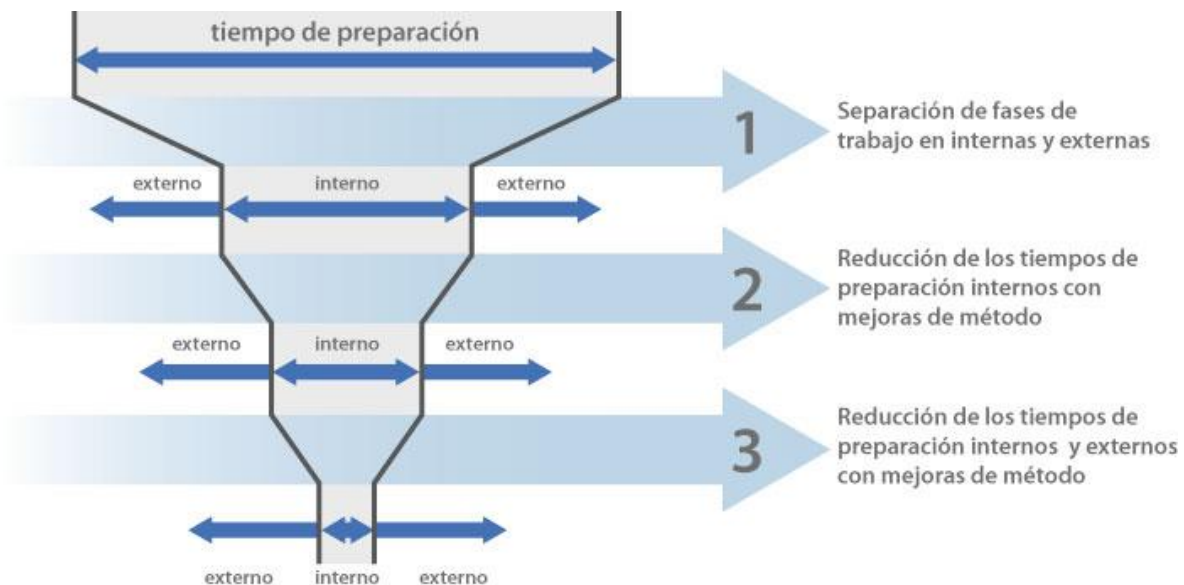 tiempo de preparación
1
Separación de fases de
trabajo en internas y externas
externo interno externo
2
Reducción de los tiempos de
preparación internos con
mejoras de método
externo interno externo
3
Reducción de los tiempos de
preparación internos y externos
con mejoras de método
externo interno externo